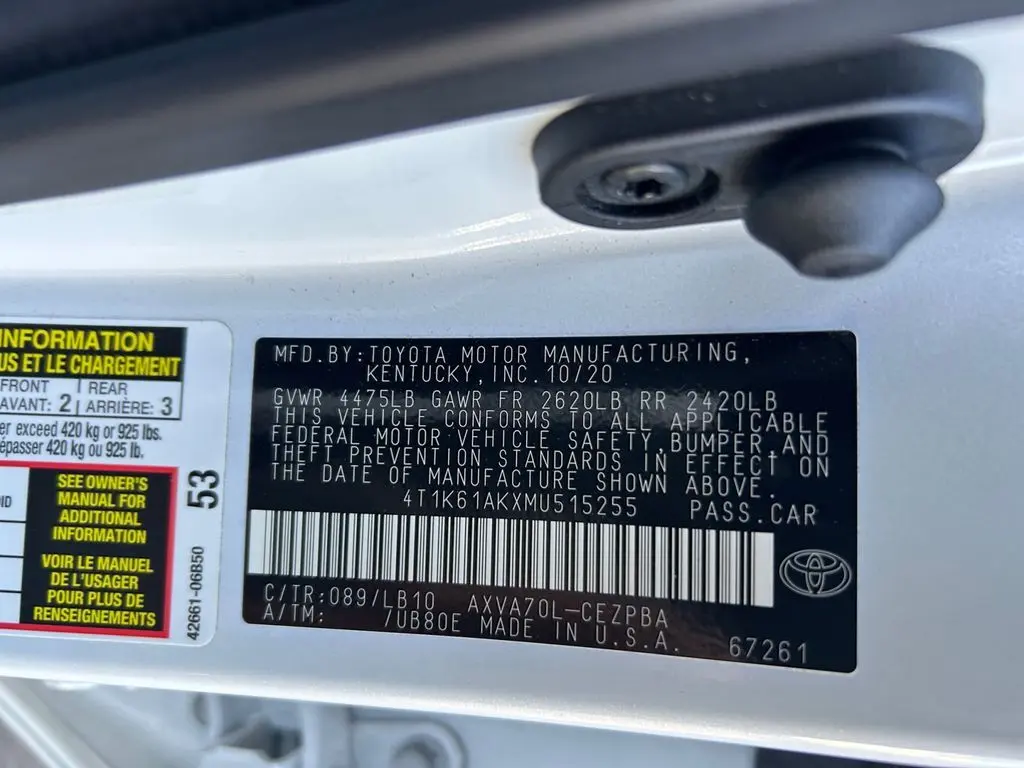 INFORMATION
US ET LE CHARGEMENT
FRONT REAR
AVANT: 2 ARRIÈRE: 3
er exceed 420 kg or 925 lbs.
épasser 420 kg ou 925 lb.
SEE OWNER'S
MANUAL FOR
ADDITIONAL
INFORMATION
VOIR LE MANUEL
DE L'USAGER
POUR PLUS DE
RENSEIGNEMENTS
53
42661-06B50
MFD.BY:TOYOTA MOTOR MANUFACTURING,
KENTUCKY,INC.10/20
GVWR 4475LB GAWR FR 2620LB RR 2420LB
THIS VEHICLE CONFORMS TO ALL APPLICABLE
FEDERAL MOTOR VEHICLE SAFETY,BUMPER,AND
THEFT PREVENTION STANDARDS IN EFFECT ON
THE DATE OF MANUFACTURE SHOWN ABOVE.
4T1K61AKXMU515255 PASS.CAR
C/TR:089/LB10 AXVA70L-CEZPBA
A/TM: 7UB80E MADE IN U.S.A.
67261